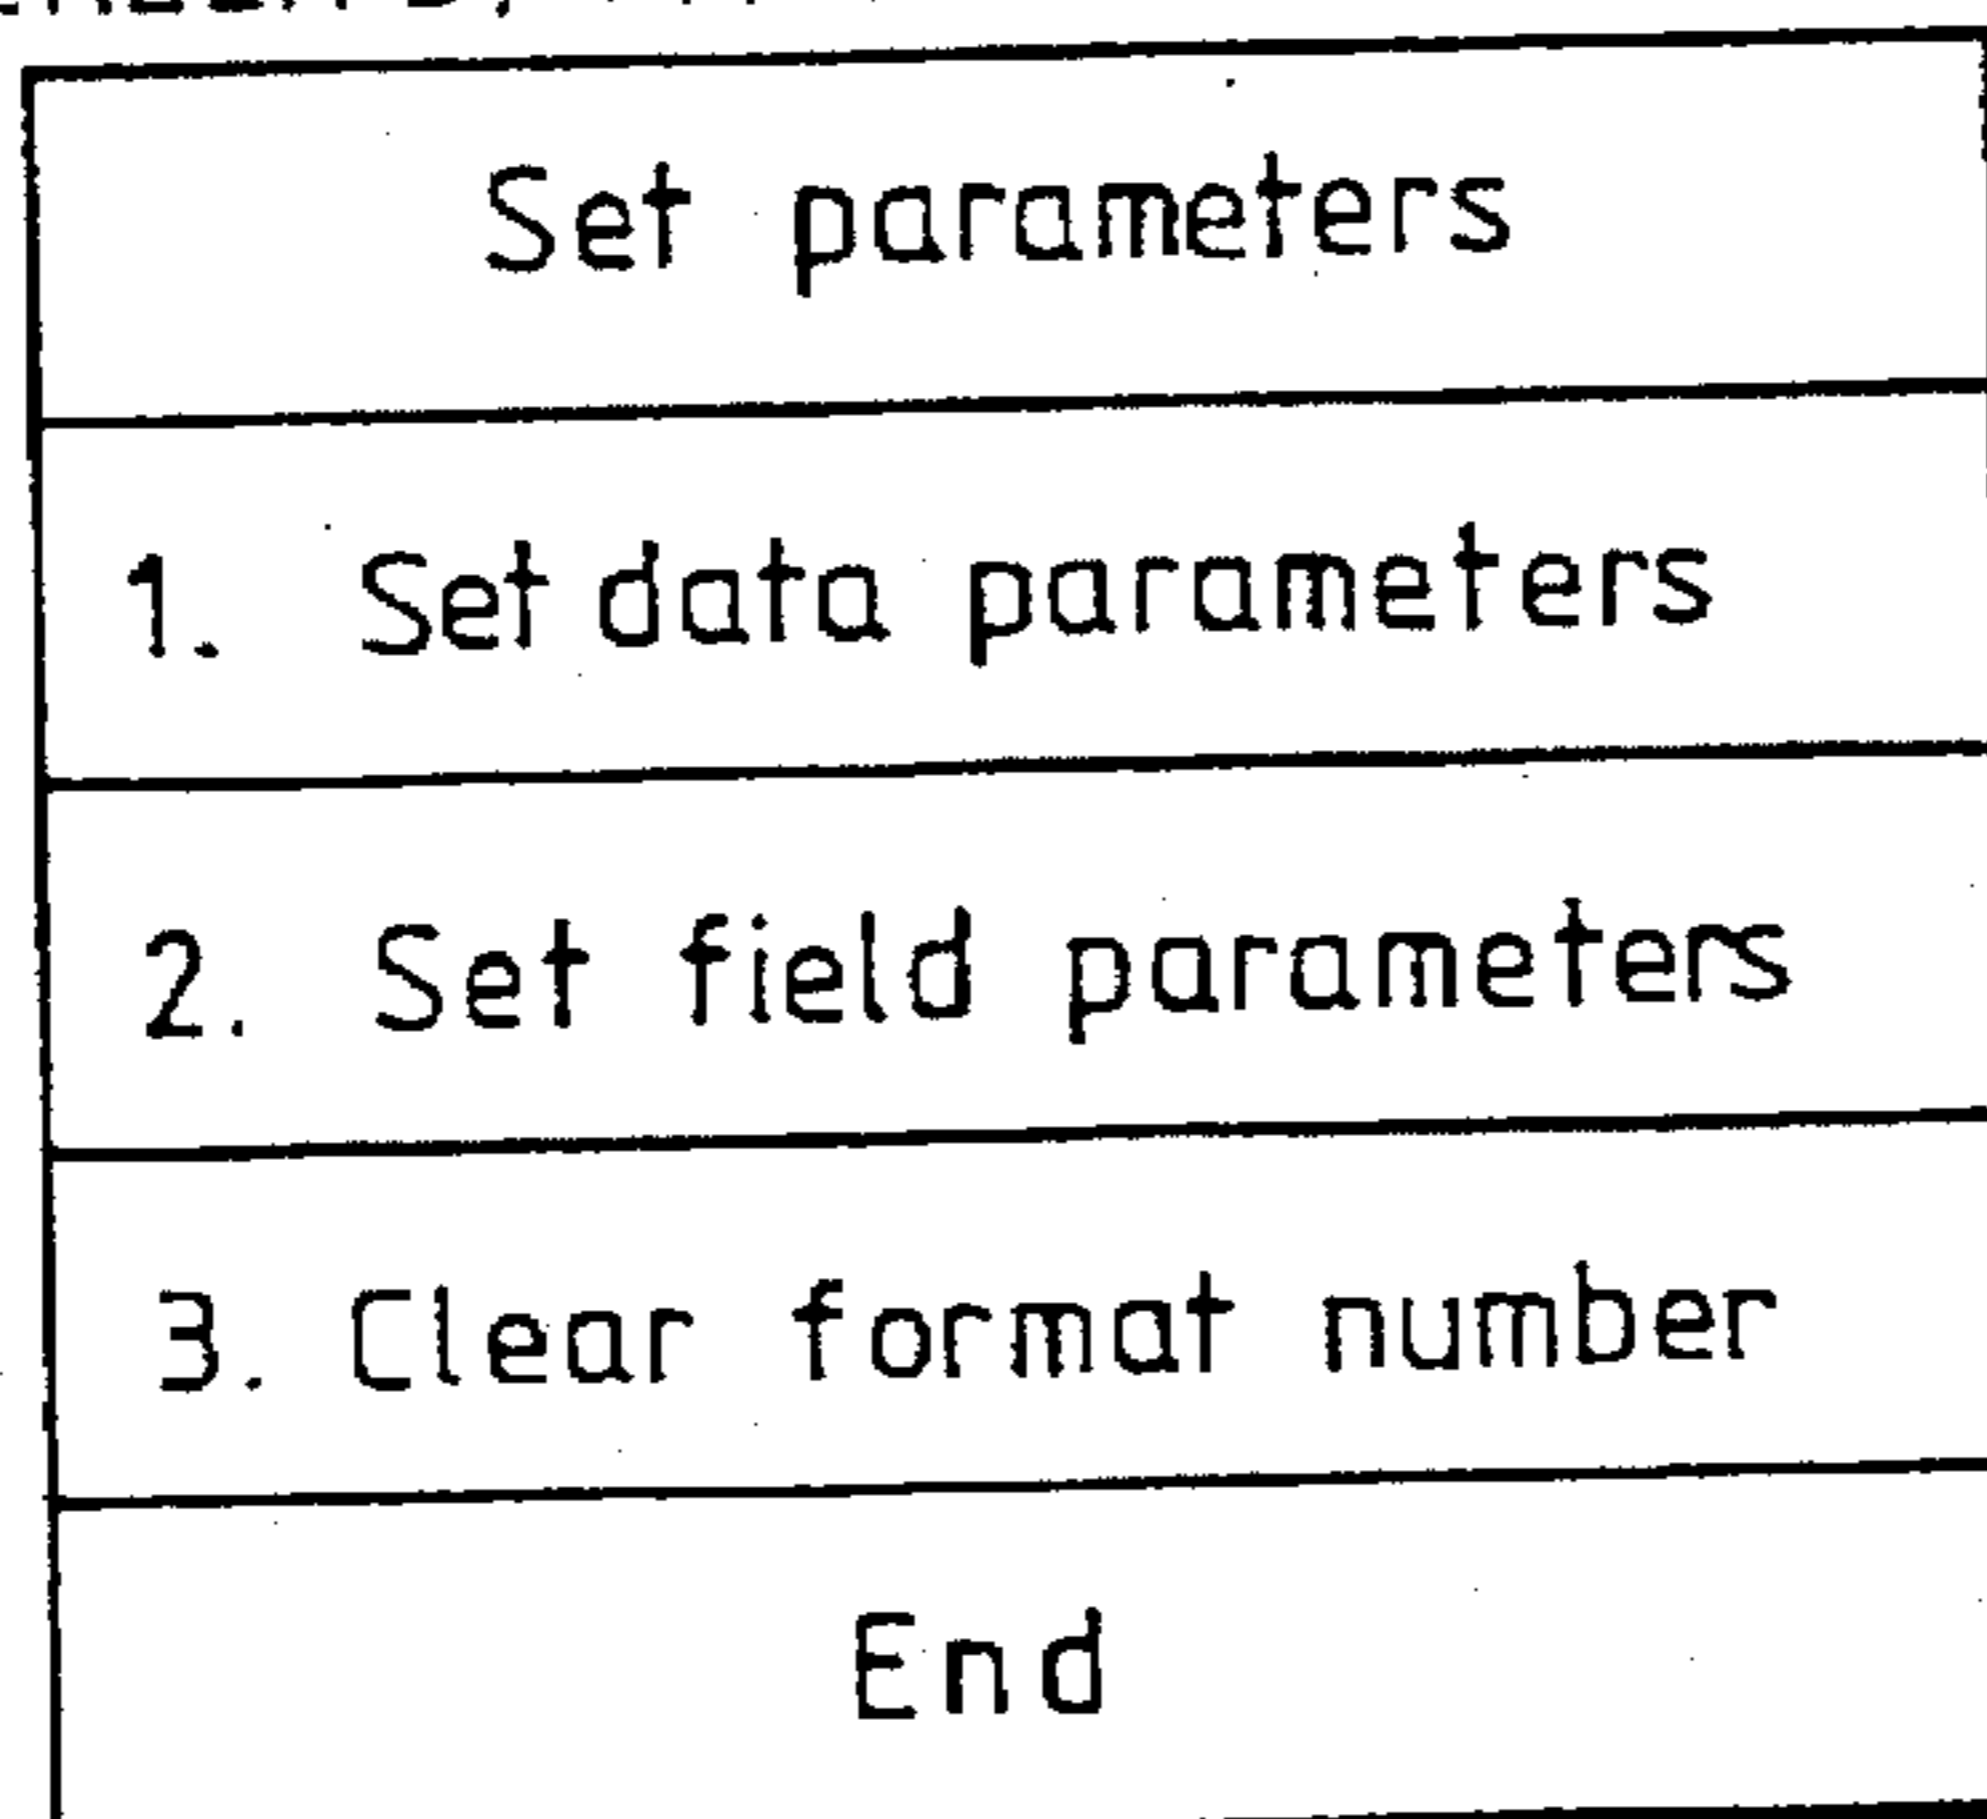 Set parameters
1. Set data parameters
2. Set field parameters
3. Clear format number
End